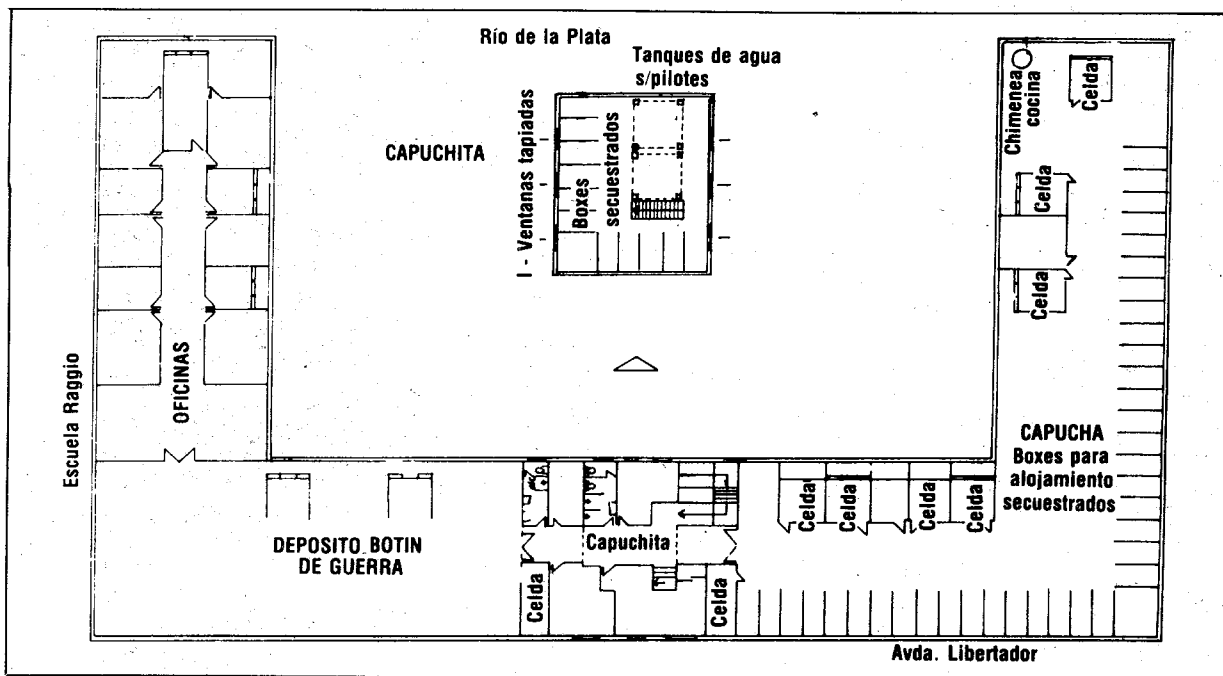 Río de la Plata
Tanques de agua
s/pilotes
CAPUCHITA
I - Ventanas tapiadas
Boxes
secuestrados
Chimenea
cocina
Celda
Celda
Celda
Escuela Raggio
OFICINAS
CAPUCHA
Boxes para
alojamiento
secuestrados
Celda
Celda
Celda
Celda
DEPOSITO BOTIN
DE GUERRA
Capuchita
Celda
Celda
Avda. Libertador